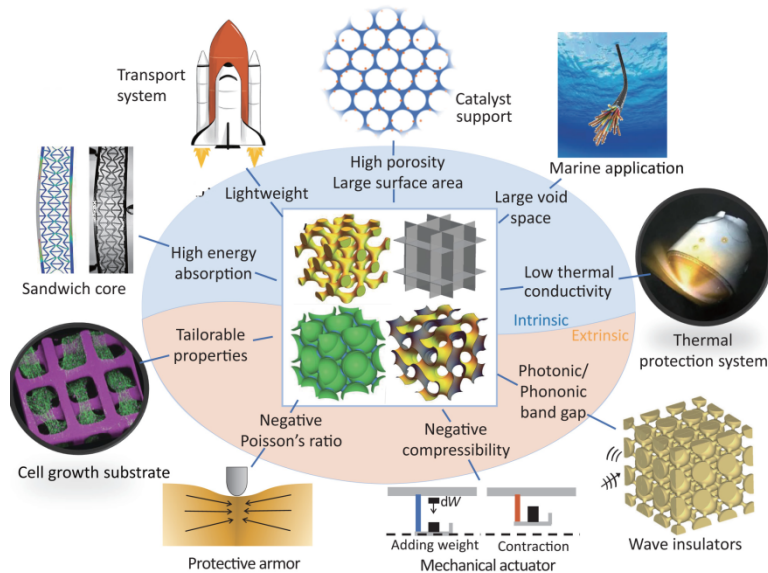 Transport
system
Catalyst
support
Marine application
High porosity
Large surface area
Lightweight
Large void
space
High energy
absorption
Sandwich core
Low thermal
conductivity
Intrinsic
Extrinsic
Thermal
protection system
Tailorable
properties
Photonic/
Phononic
band gap
Negative
Poisson's ratio
Negative
compressibility
Cell growth substrate
dW
Adding weight
Contraction
Mechanical actuator
Protective armor
Wave insulators